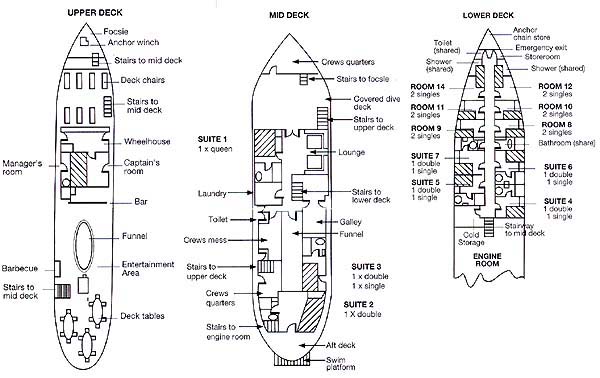 UPPER DECK
Focsie
Anchor winch
Stairs to mid deck
Deck chairs
Stairs to
mid deck
Wheelhouse
Manager's
room
Captain's
room
Bar
Funnel
Barbecue
Entertainment
Area
Stairs to
mid deck
Deck tables
MID DECK
Crews quarters
Stairs to focsie
Covered dive
deck
Stairs to
upper deck
SUITE 1
1 x queen
Lounge
Laundry
Stairs to
lower deck
Toilet
Galley
Crews mess
Funnel
Stairs to
upper deck
SUITE 3
1 x double
1 x single
Crews
quarters
SUITE 2
1 X double
Stairs to
engine room
Aft deck
Swim
platform
LOWER DECK
Anchor
chain store
Toilet
(shared)
Emergency exit
Storeroom
Shower
(shared)
Shower (shared)
ROOM 14
2 singles
ROOM 12
2 singles
ROOM 11
2 singles
ROOM 10
2 singles
ROOM 9
2 singles
ROOM 8
2 singles
Bathroom (share)
SUITE 7
1 double
1 single
SUITE 6
1 double
1 single
SUITE 5
1 double
1 single
SUITE 4
1 double
1 single
Cold
Storage
Stairway
to mid deck
ENGINE
ROOM